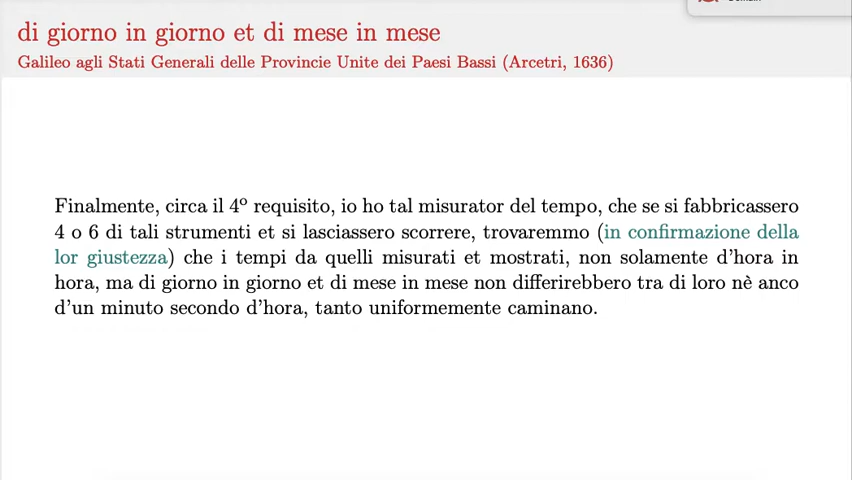 di giorno in giorno et di mese in mese
Galileo agli Stati Generali delle Provincie Unite dei Paesi Bassi (Arcetri, 1636)
Finalmente, circa il 4º requisito, io ho tal misurator del tempo, che se si fabbricassero
4 o 6 di tali strumenti et si lasciassero scorrere, trovaremmo (in confirmazione della
lor giustezza) che i tempi da quelli misurati et mostrati, non solamente d'hora in
hora, ma di giorno in giorno et di mese in mese non differirebbero tra di loro nè anco
d'un minuto secondo d'hora, tanto uniformemente caminano.